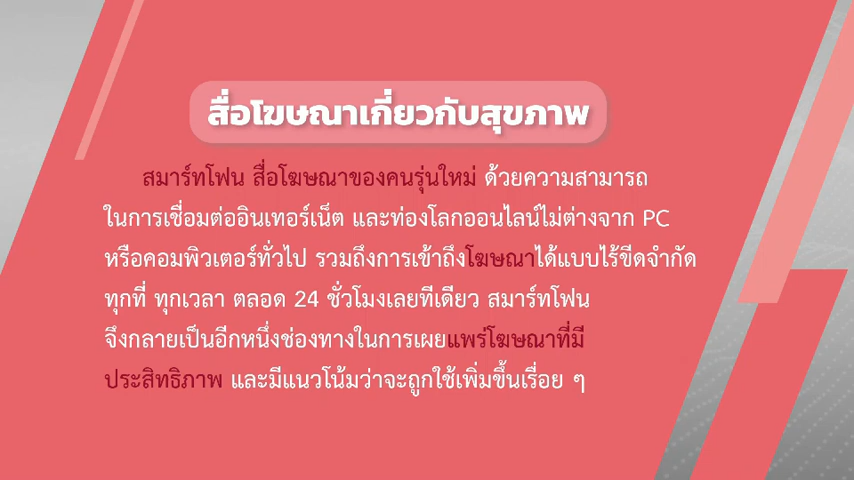 สื่อโฆษณาเกี่ยวกับสุขภาพ
สมาร์ทโฟน สื่อโฆษณาของคนรุ่นใหม่ ด้วยความสามารถ
ในการเชื่อมต่ออินเทอร์เน็ต และท่องโลกออนไลน์ไม่ต่างจาก PC
หรือคอมพิวเตอร์ทั่วไป รวมถึงการเข้าถึงโฆษณาได้แบบไร้ขีดจำกัด
ทุกที่ ทุกเวลา ตลอด 24 ชั่วโมงเลยทีเดียว สมาร์ทโฟน
จึงกลายเป็นอีกหนึ่งช่องทางในการเผยแพร่โฆษณาที่มี
ประสิทธิภาพ และมีแนวโน้มว่าจะถูกใช้เพิ่มขึ้นเรื่อย ๆ